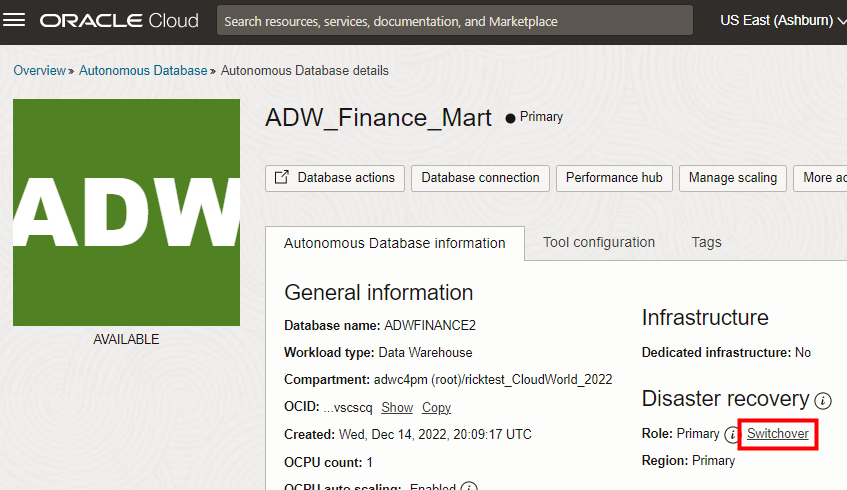 ORACLE Cloud
Search resources, services, documentation, and Marketplace
US East (Ashburn)
Overview » Autonomous Database » Autonomous Database details
ADW
AVAILABLE
ADW_Finance_Mart
Primary
Database actions
Database connection
Performance hub
Manage scaling
More ac
Autonomous Database information
Tool configuration
Tags
General information
Database name: ADWFINANCE2
Workload type: Data Warehouse
Compartment: adwc4pm (root)/ricktest_CloudWorld_2022
OCID: ...vscscq Show Copy
Created: Wed, Dec 14, 2022, 20:09:17 UTC
OCPU count: 1
OCPU auto scaling: Enabled i
Infrastructure
Dedicated infrastructure: No
Disaster recovery i
Role: Primary i Switchover
Region: Primary